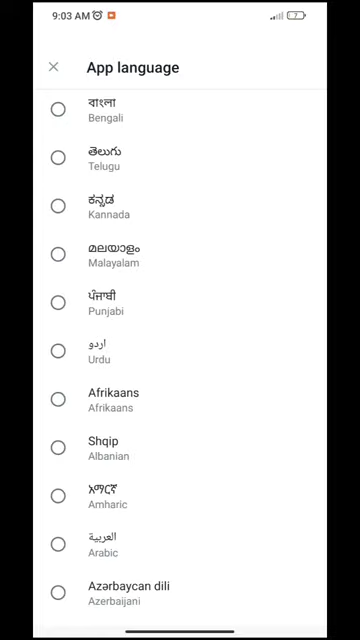 9:03 AM
7
App language
বাংলা
Bengali
తెలుగు
Telugu
ಕನ್ನಡ
Kannada
മലയാളം
Malayalam
ਪੰਜਾਬੀ
Punjabi
اردو
Urdu
Afrikaans
Afrikaans
Shqip
Albanian
አማርኛ
Amharic
العربية
Arabic
Azərbaycan dili
Azerbaijani